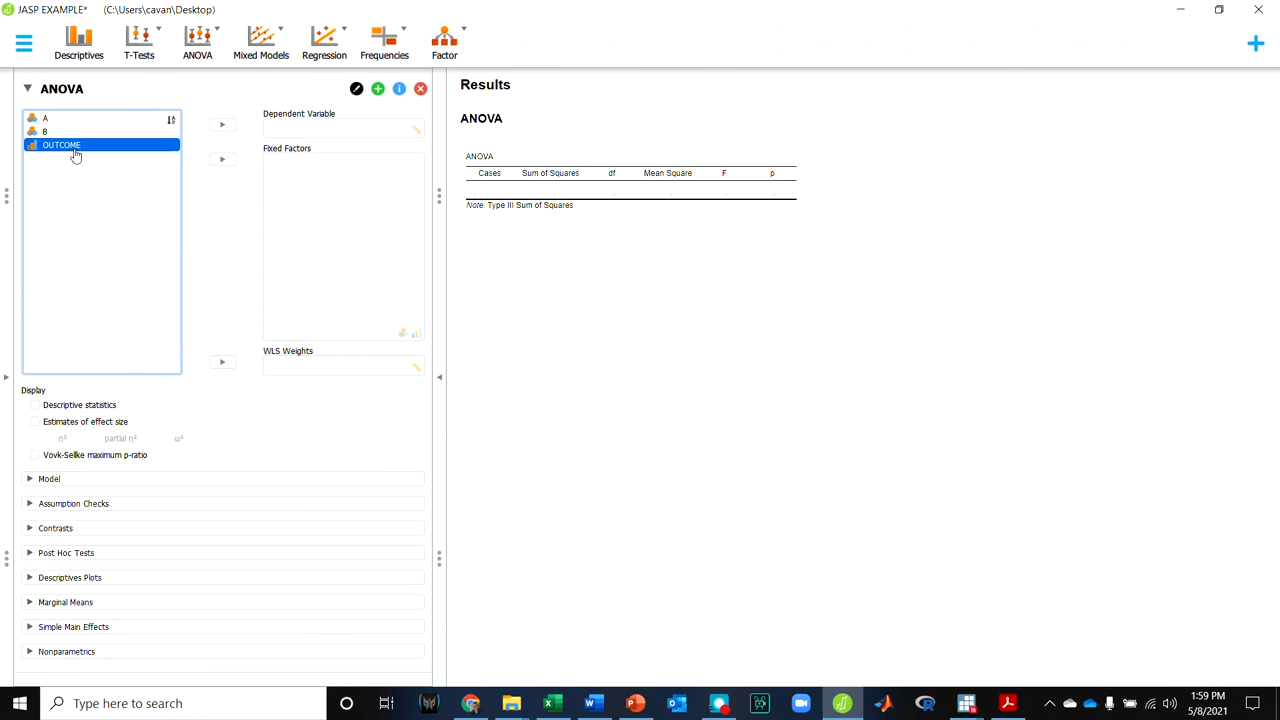 JASP EXAMPLE* (C:\Users\cavan\Desktop)
Descriptives T-Tests ANOVA Mixed Models Regression Frequencies Factor
ANOVA
A
B
OUTCOME
Dependent Variable
Fixed Factors
WLS Weights
Display
Descriptive statistics
Estimates of effect size
η² partial η² ω²
Vovk-Sellke maximum p-ratio
Model
Assumption Checks
Contrasts
Post Hoc Tests
Descriptives Plots
Marginal Means
Simple Main Effects
Nonparametrics
Results
ANOVA
ANOVA
Cases Sum of Squares df Mean Square F p
Note. Type III Sum of Squares
Type here to search
1:59 PM
5/8/2021